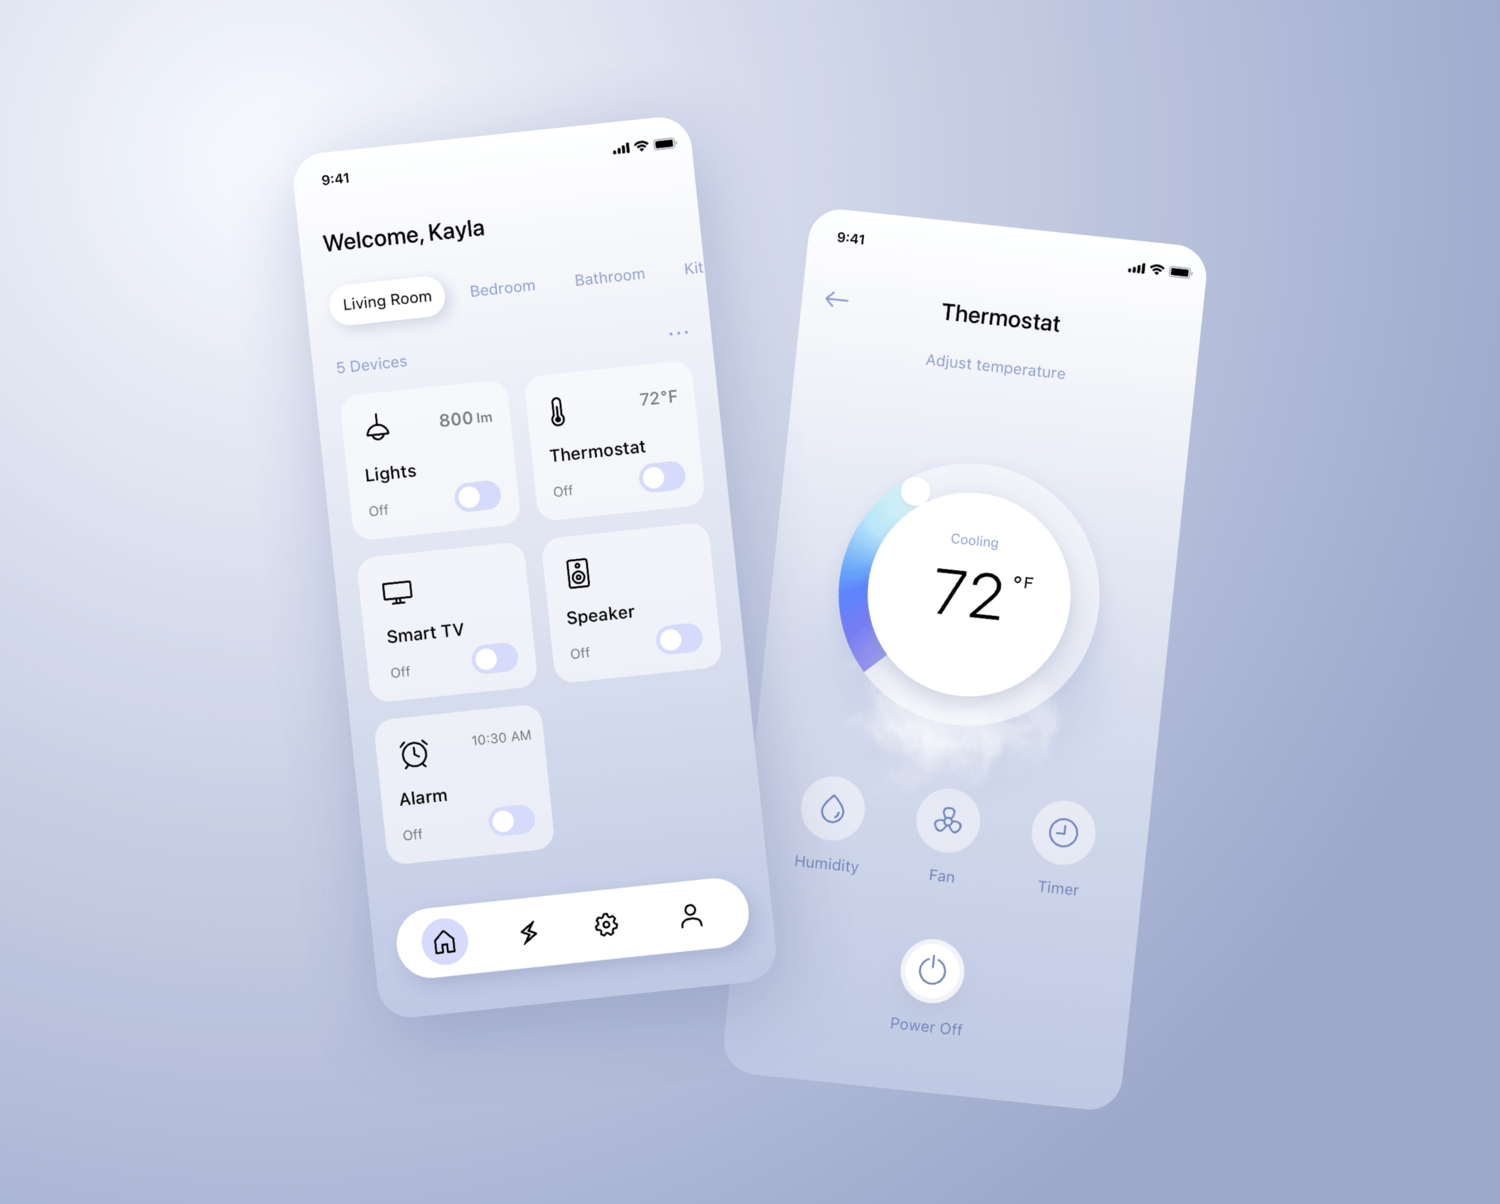 9:41
Welcome, Kayla
Living Room
Bedroom
Bathroom
Kit
5 Devices
800 lm
Lights
Off
72°F
Thermostat
Off
Smart TV
Off
Speaker
Off
10:30 AM
Alarm
Off
9:41
Thermostat
Adjust temperature
Cooling
72 °F
Humidity
Fan
Timer
Power Off